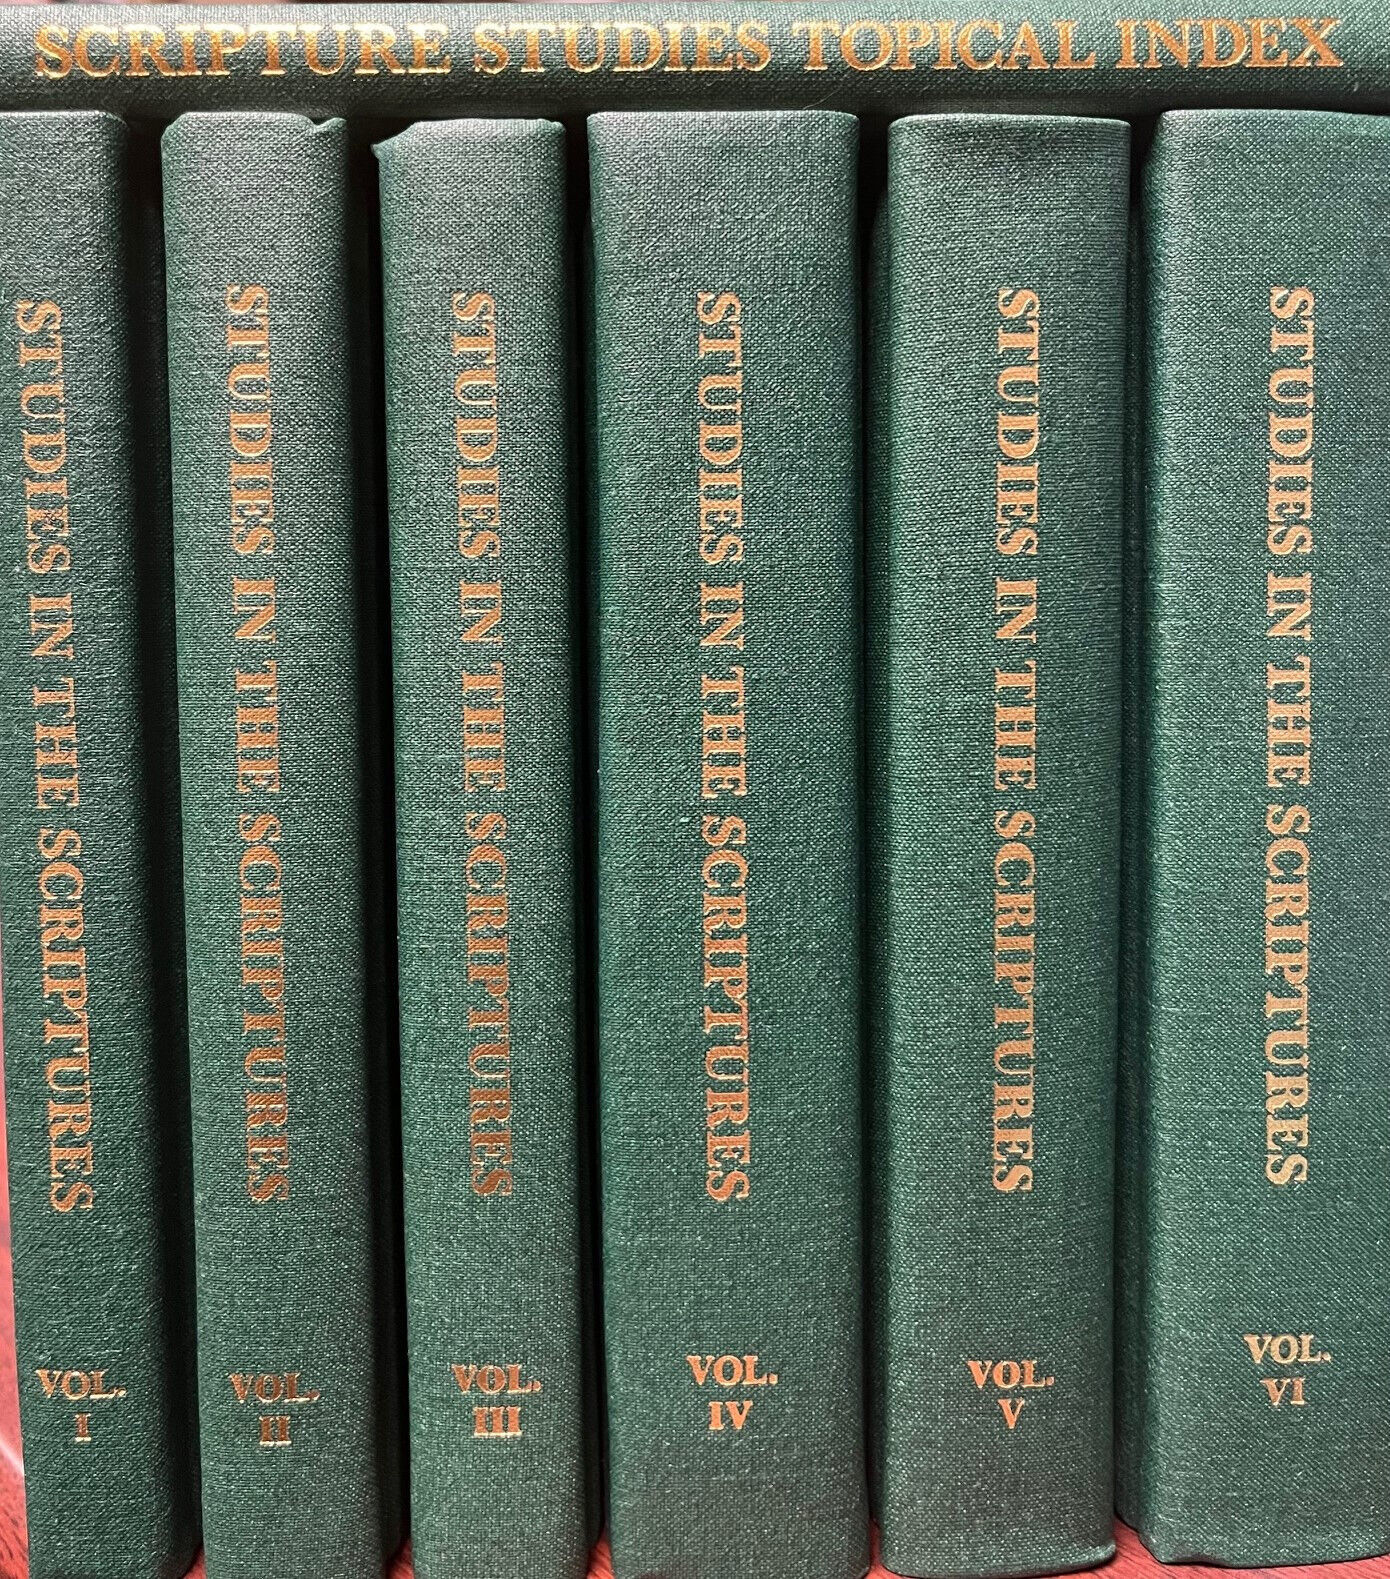 SCRIPTURE STUDIES TOPICAL INDEX
STUDIES IN THE SCRIPTURES
VOL.
I
STUDIES IN THE SCRIPTURES
VOL.
II
STUDIES IN THE SCRIPTURES
VOL.
III
STUDIES IN THE SCRIPTURES
VOL.
IV
STUDIES IN THE SCRIPTURES
VOL.
V
STUDIES IN THE SCRIPTURES
VOL.
VI